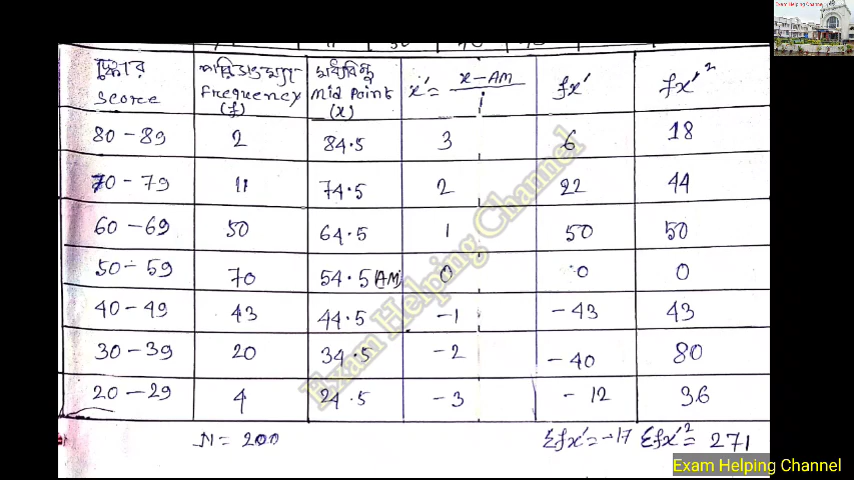 Exam Helping Channel
স্কোর Score
পরিসংখ্যা Frequency (f)
মধ্যবিন্দু Mid Point (x)
x' = x-AM / i
fx'
fx'²
80-89 2 84.5 3 6 18
70-79 11 74.5 2 22 44
60-69 50 64.5 1 50 50
50-59 70 54.5 (AM) 0 0 0
40-49 43 44.5 -1 -43 43
30-39 20 34.5 -2 -40 80
20-29 4 24.5 -3 -12 36
N = 200 Σfx' = -17 Σfx'² = 271
Exam Helping Channel
Exam Helping Channel